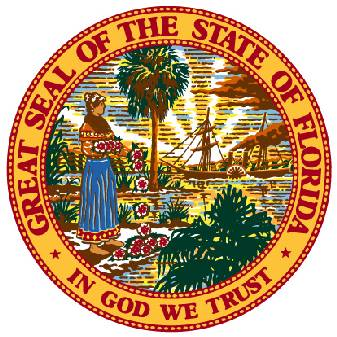 GREAT SEAL OF THE STATE OF FLORIDA
IN GOD WE TRUST